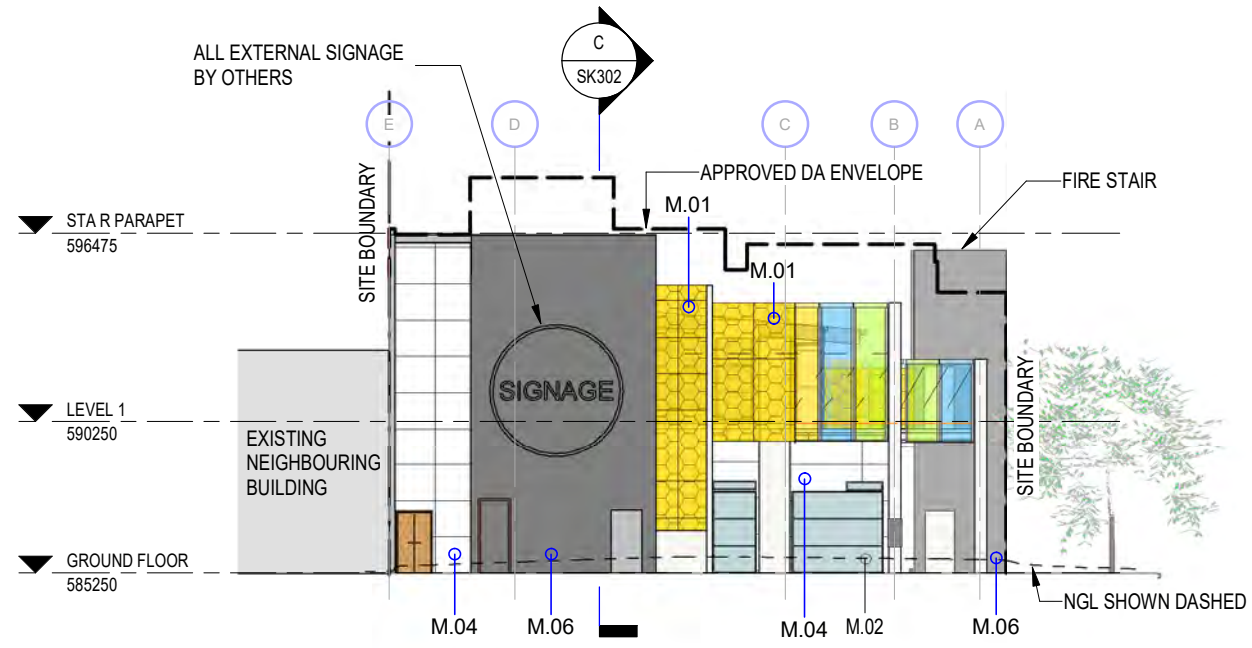 ALL EXTERNAL SIGNAGE
BY OTHERS
C
SK302
E
D
C
B
A
SITE BOUNDARY
APPROVED DA ENVELOPE
FIRE STAIR
M.01
STA R PARAPET
596475
M.01
SIGNAGE
LEVEL 1
590250
EXISTING
NEIGHBOURING
BUILDING
SITE BOUNDARY
GROUND FLOOR
585250
NGL SHOWN DASHED
M.04
M.06
M.04
M.02
M.06